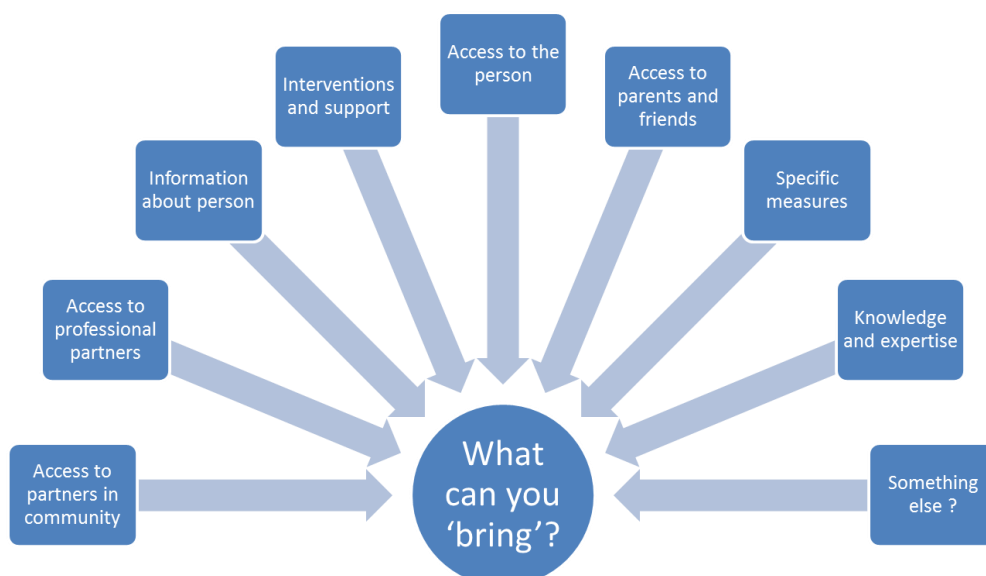 Access to the
person
Interventions
and support
Access to
parents and
friends
Information
about person
Specific
measures
Access to
professional
partners
Knowledge
and expertise
Access to
partners in
community
What
can you
‘bring’?
Something
else ?